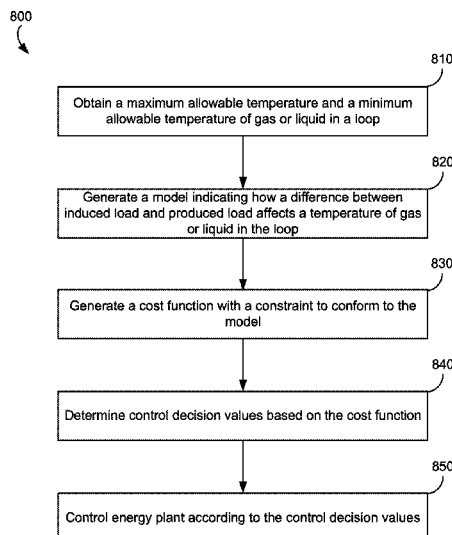 800
810
Obtain a maximum allowable temperature and a minimum
allowable temperature of gas or liquid in a loop
820
Generate a model indicating how a difference between
induced load and produced load affects a temperature of gas
or liquid in the loop
830
Generate a cost function with a constraint to conform to the
model
840
Determine control decision values based on the cost function
850
Control energy plant according to the control decision values